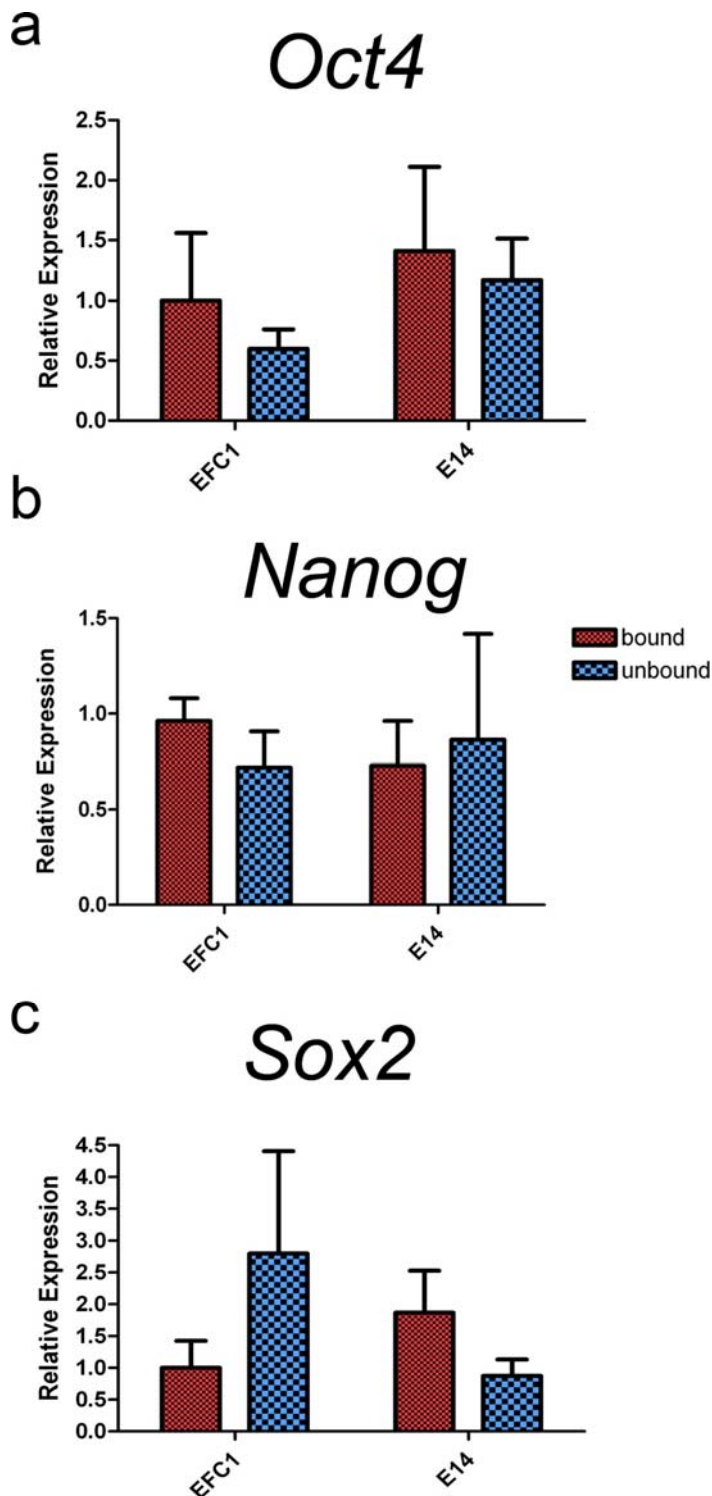 a
Oct4
Relative Expression
2.5
2.0
1.5
1.0
0.5
0.0
EFC1
E14
b
Nanog
Relative Expression
1.5
1.0
0.5
0.0
EFC1
E14
bound
unbound
c
Sox2
Relative Expression
4.5
4.0
3.5
3.0
2.5
2.0
1.5
1.0
0.5
0.0
EFC1
E14